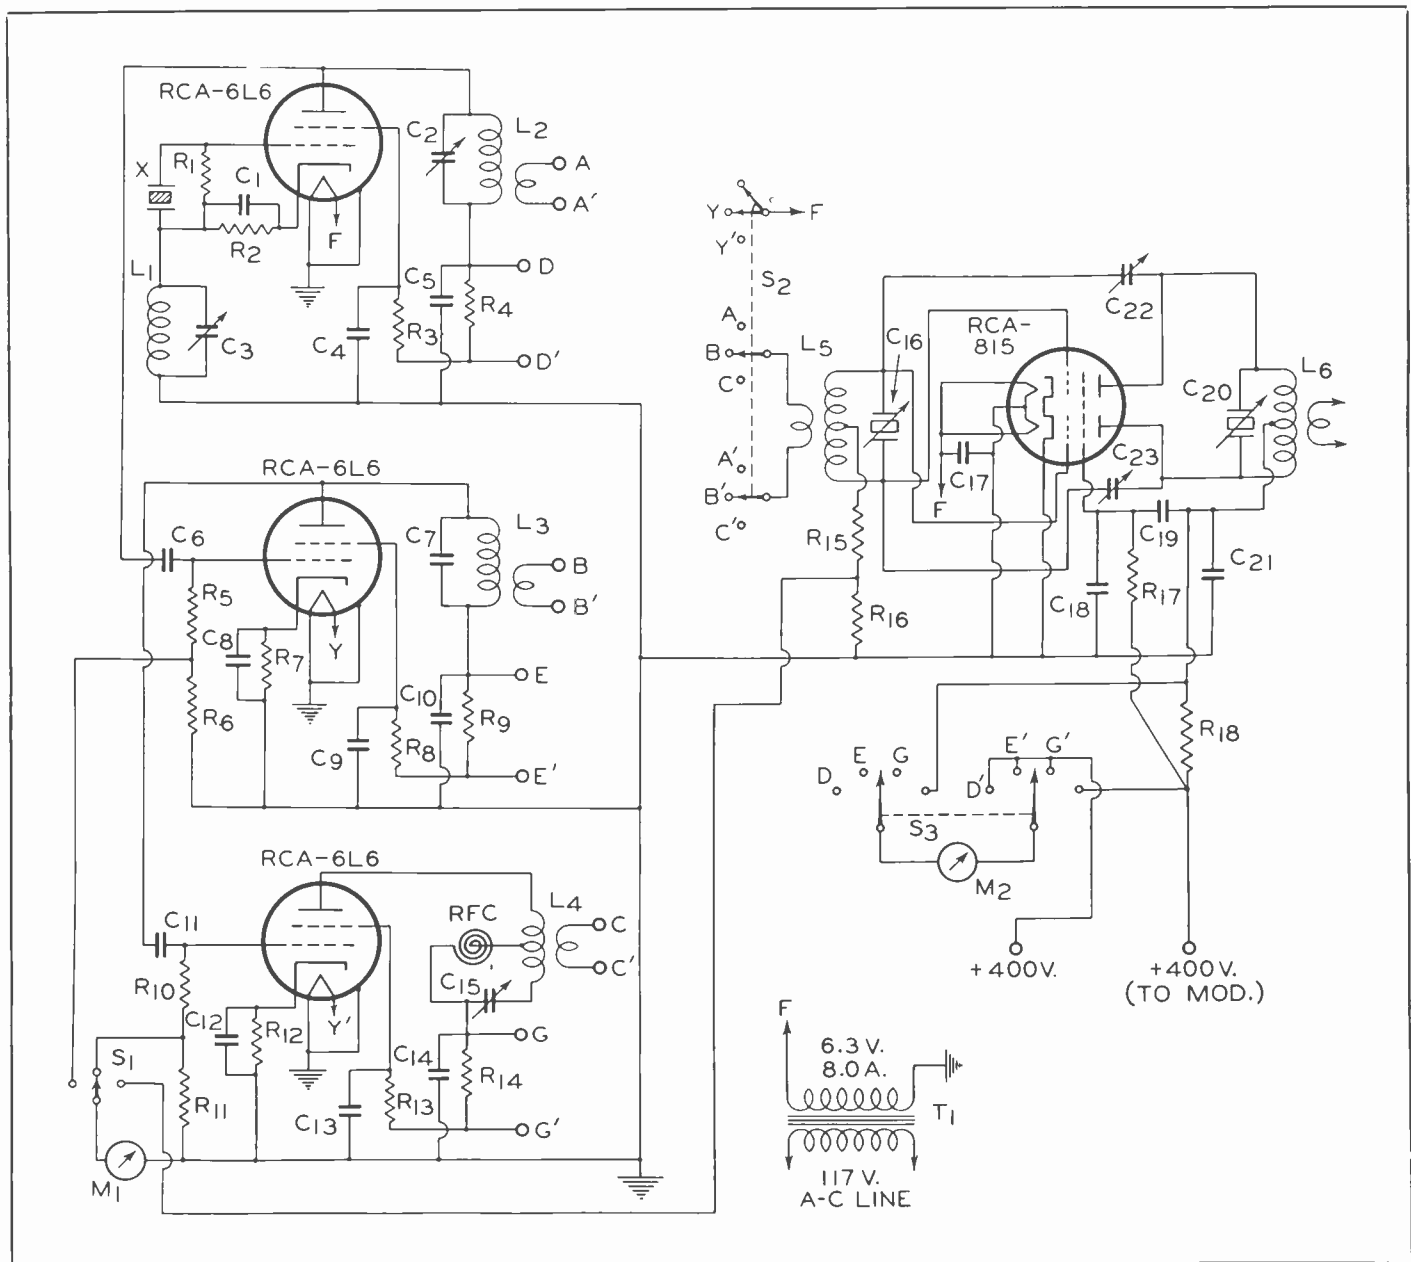 RCA-6L6
X
R1
C1
R2
F
C2
L2
A
A'
L1
C3
C4
R3
C5
R4
D
D'
RCA-6L6
C6
R5
C8
R7
Y
R6
C7
L3
B
B'
C9
R8
C10
R9
E
E'
RCA-6L6
C11
R10
C12
R12
Y'
S1
R11
M1
RFC
C15
L4
C
C'
C13
R13
C14
R14
G
G'
Y
F
Y'
S2
A
B
C
A'
B'
C'
L5
C16
RCA-
815
C22
C17
F
C23
C20
L6
R15
R16
C18
R17
C19
C21
R18
D
E
G
D'
E'
G'
S3
M2
+400V.
+400V.
(TO MOD.)
F
6.3 V.
8.0 A.
T1
117 V.
A-C LINE